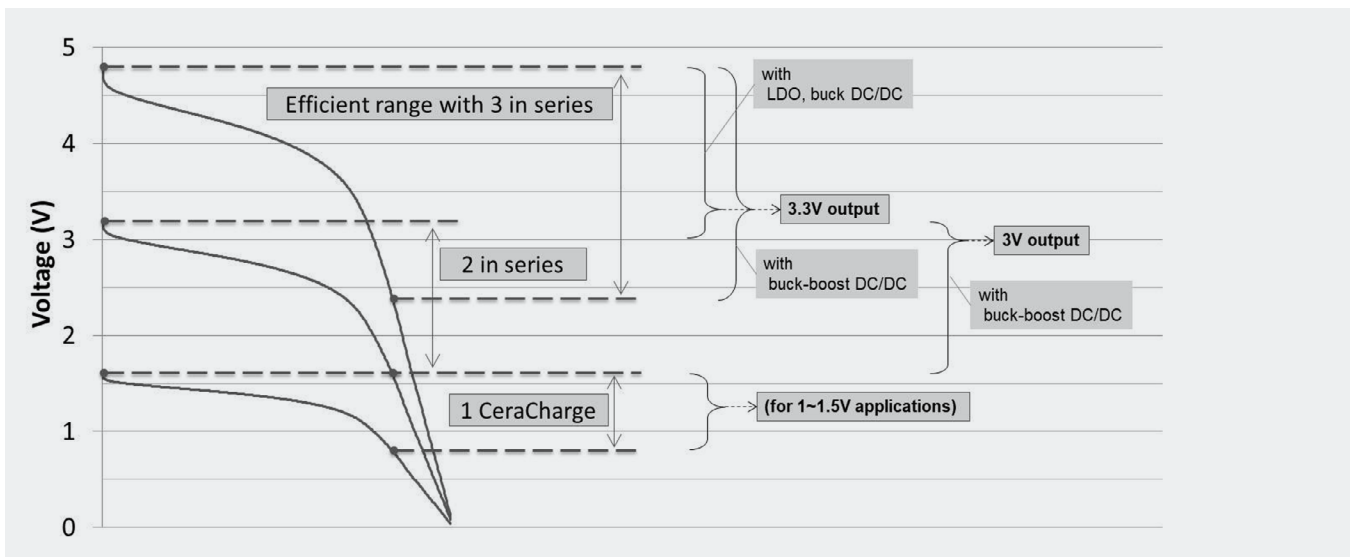 5
4
3
2
1
0
Voltage (V)
Efficient range with 3 in series
2 in series
1 CeraCharge
with
LDO, buck DC/DC
3.3V output
with
buck-boost DC/DC
3V output
with
buck-boost DC/DC
(for 1~1.5V applications)